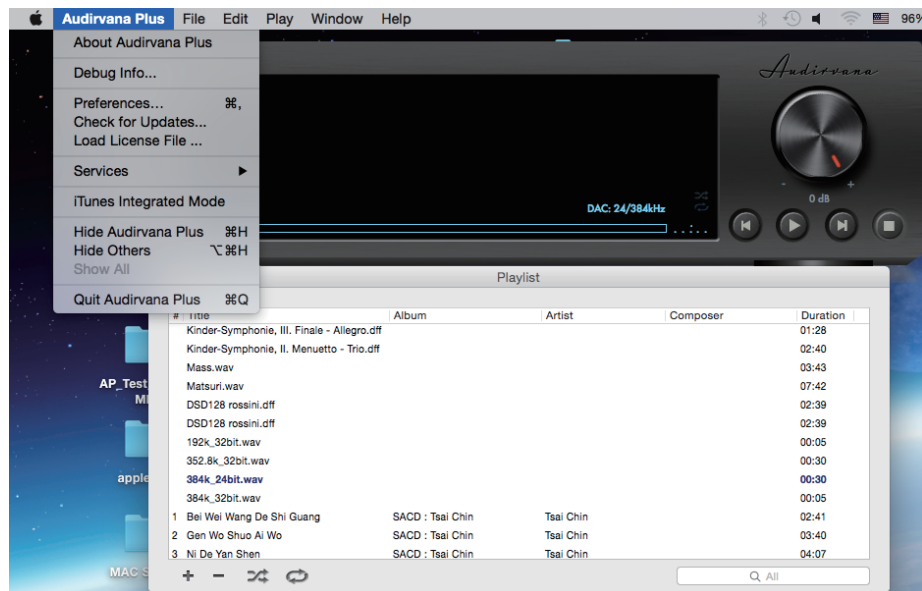 Audirvana Plus File Edit Play Window Help 96%
About Audirvana Plus
Debug Info...
Preferences... ⌘,
Check for Updates...
Load License File ...
Services ▶
iTunes Integrated Mode
Hide Audirvana Plus ⌘H
Hide Others ⌥⌘H
Show All
Quit Audirvana Plus ⌘Q
Audirvana
- +
0 dB
DAC: 24/384kHz
Playlist
# Title Album Artist Composer Duration
Kinder-Symphonie, III. Finale - Allegro.dff 01:28
Kinder-Symphonie, II. Menuetto - Trio.dff 02:40
Mass.wav 03:43
Matsuri.wav 07:42
DSD128 rossini.dff 02:39
DSD128 rossini.dff 02:39
192k_32bit.wav 00:05
352.8k_32bit.wav 00:30
384k_24bit.wav 00:30
384k_32bit.wav 00:05
1 Bei Wei Wang De Shi Guang SACD : Tsai Chin Tsai Chin 02:41
2 Gen Wo Shuo Ai Wo SACD : Tsai Chin Tsai Chin 03:40
3 Ni De Yan Shen SACD : Tsai Chin Tsai Chin 04:07
All
AP_Test
MI
apple
MAC S